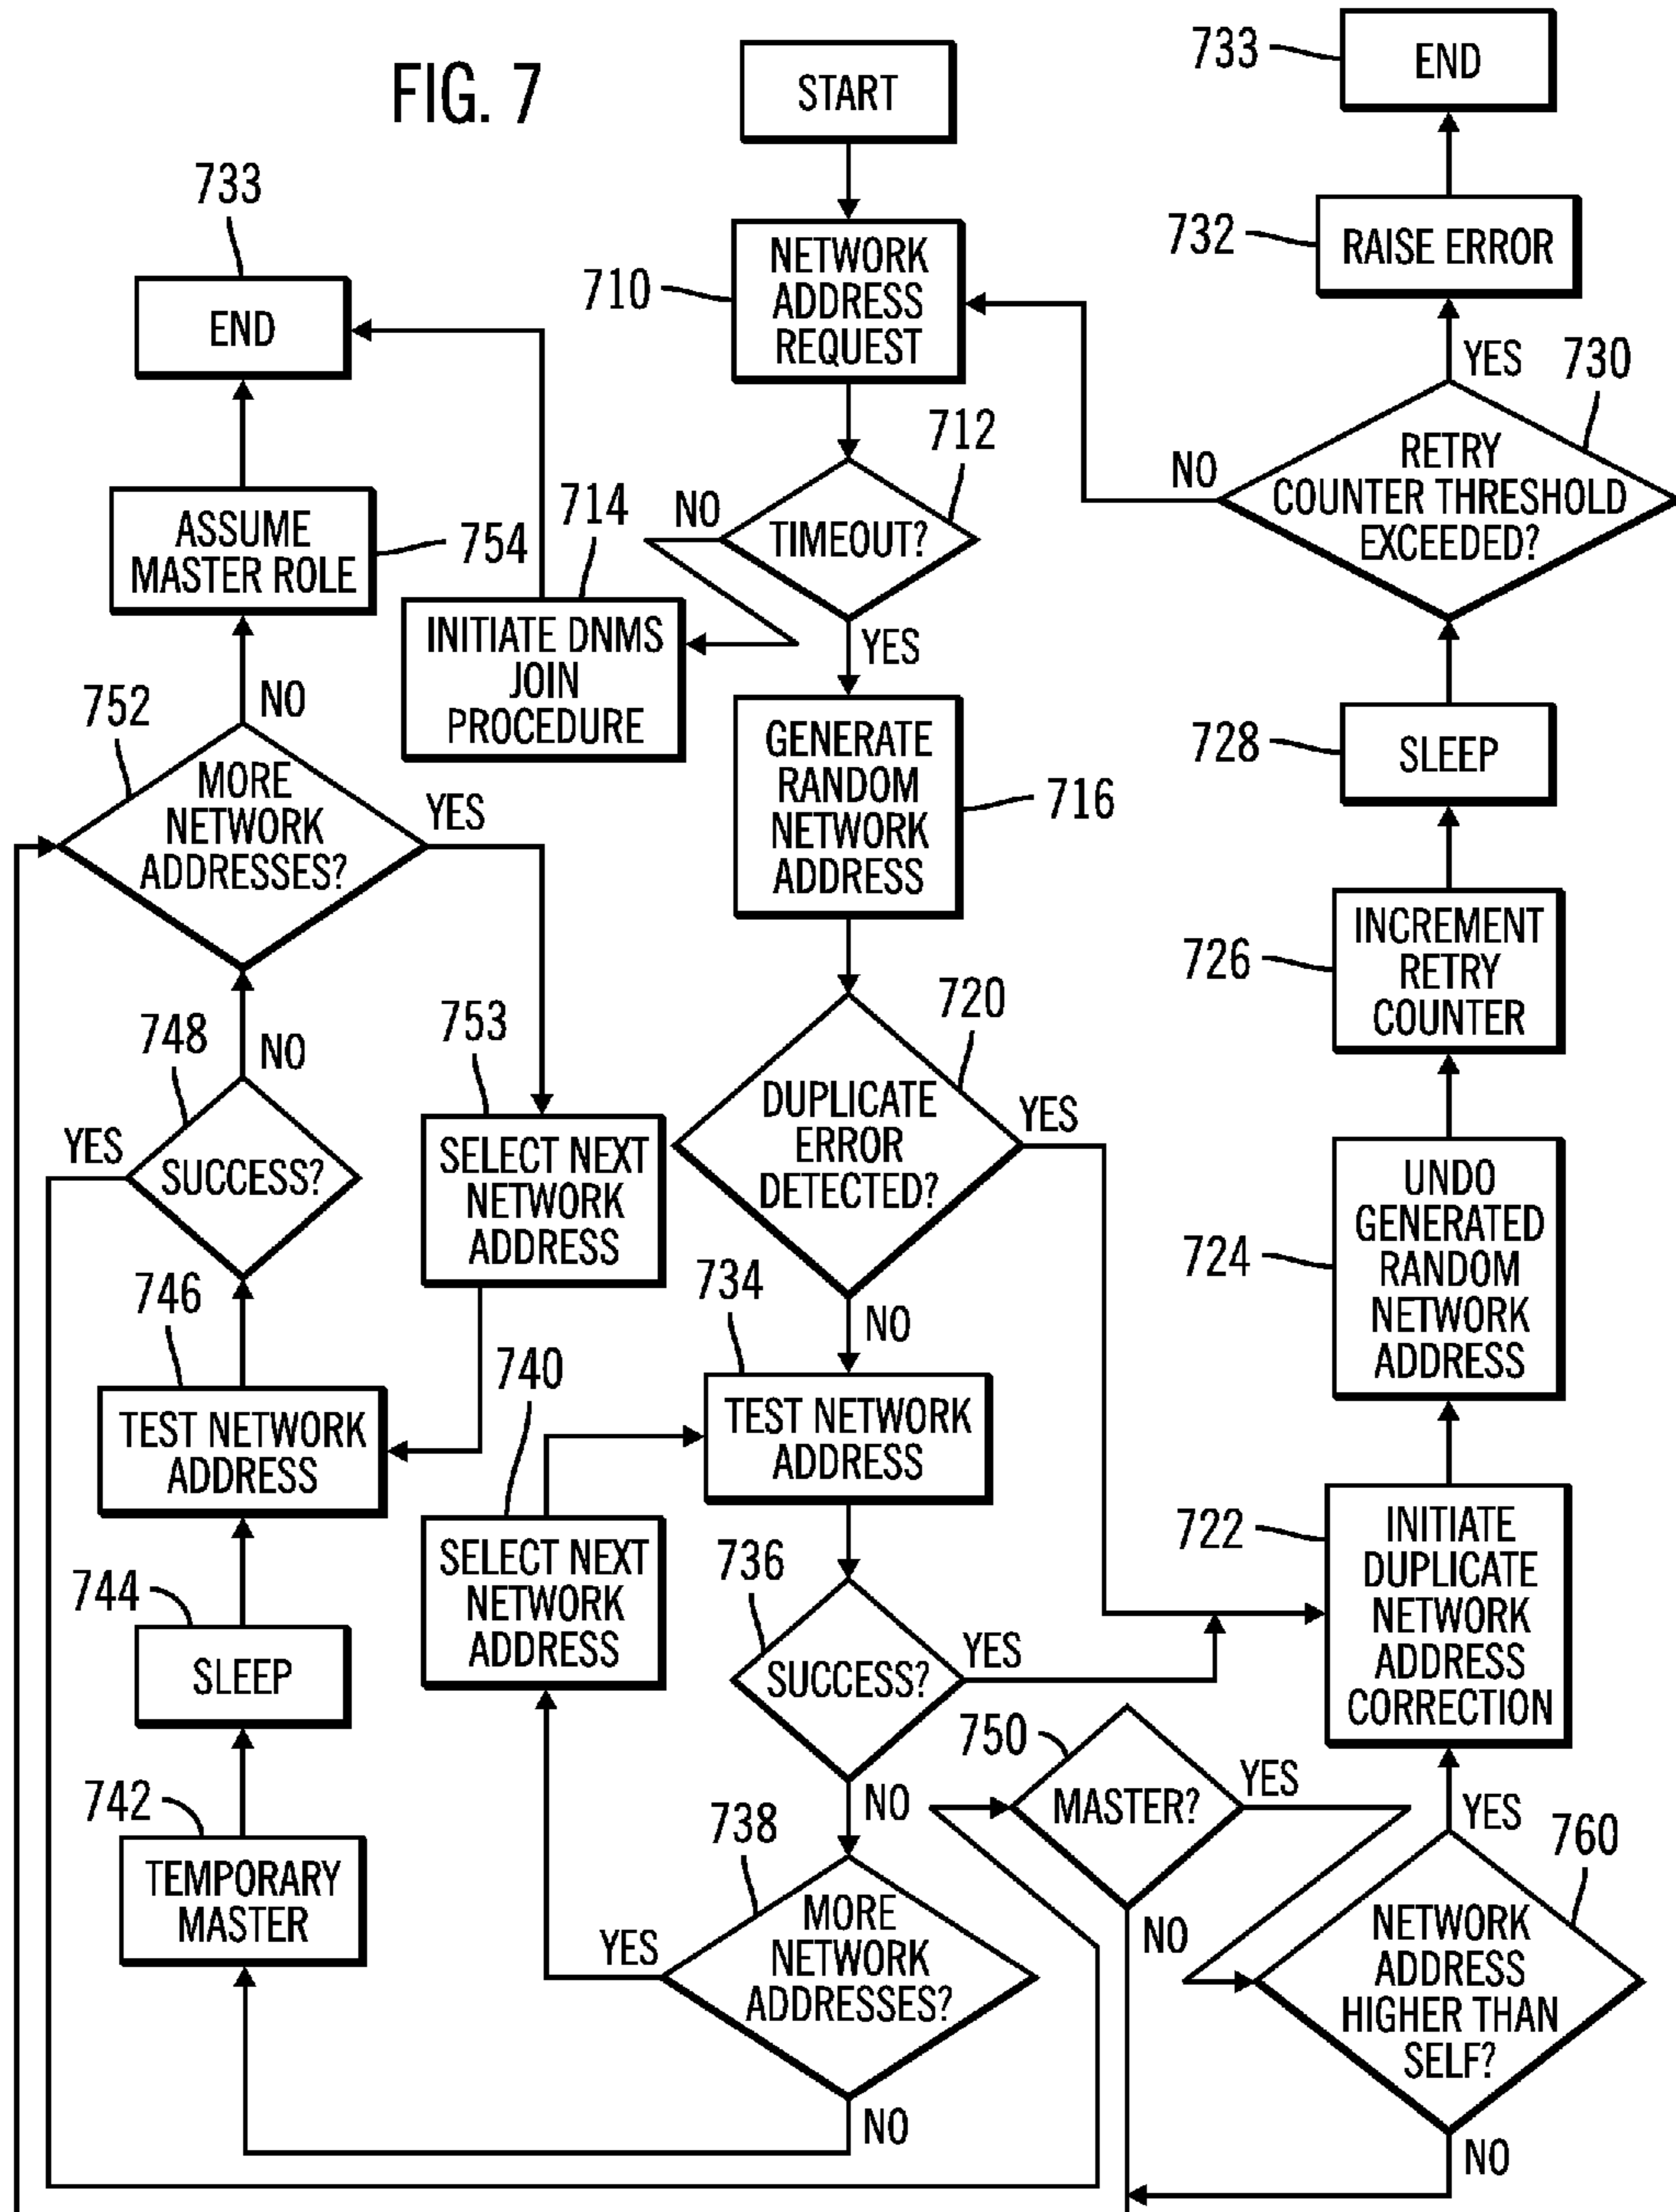 FIG. 7
START
733
END
733
END
732
RAISE ERROR
710
NETWORK
ADDRESS
REQUEST
YES
730
RETRY
COUNTER THRESHOLD
EXCEEDED?
NO
712
TIMEOUT?
NO
YES
714
INITIATE DNMS
JOIN
PROCEDURE
ASSUME
MASTER ROLE
754
NO
752
MORE
NETWORK
ADDRESSES?
YES
716
GENERATE
RANDOM
NETWORK
ADDRESS
728
SLEEP
726
INCREMENT
RETRY
COUNTER
720
DUPLICATE
ERROR
DETECTED?
YES
NO
753
SELECT NEXT
NETWORK
ADDRESS
748
NO
YES
SUCCESS?
724
UNDO
GENERATED
RANDOM
NETWORK
ADDRESS
746
TEST NETWORK
ADDRESS
740
SELECT NEXT
NETWORK
ADDRESS
734
TEST NETWORK
ADDRESS
722
INITIATE
DUPLICATE
NETWORK
ADDRESS
CORRECTION
744
SLEEP
736
SUCCESS?
YES
NO
750
MASTER?
YES
NO
YES
760
NETWORK
ADDRESS
HIGHER THAN
SELF?
NO
742
TEMPORARY
MASTER
738
MORE
NETWORK
ADDRESSES?
YES
NO